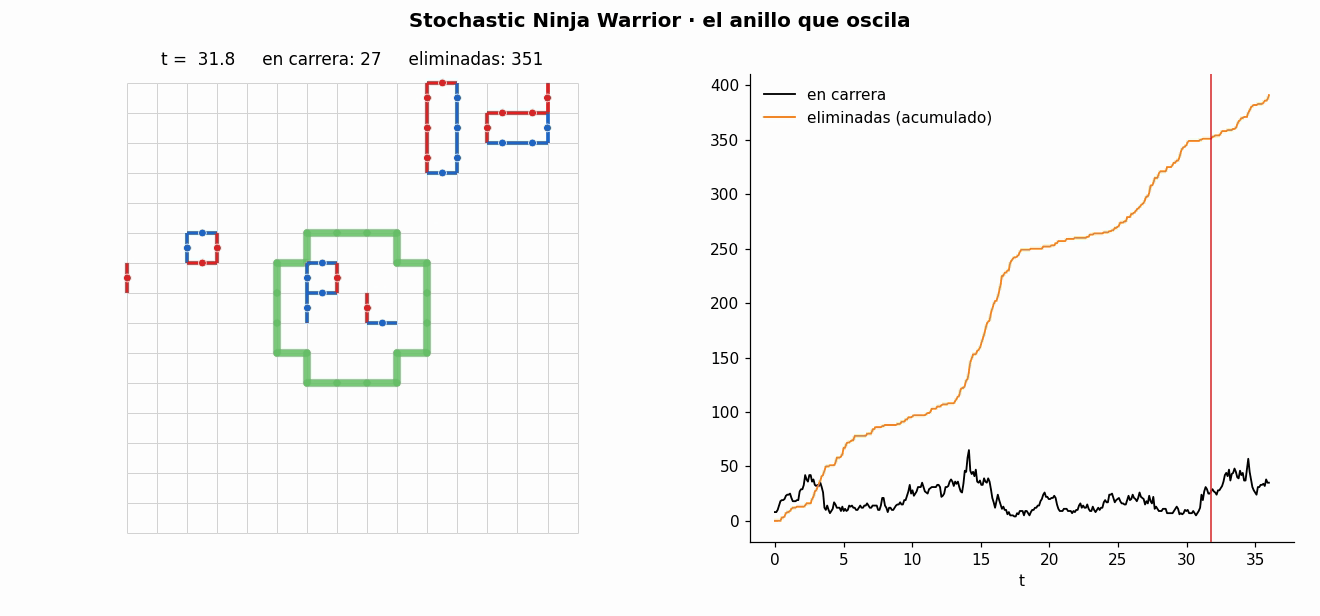 Stochastic Ninja Warrior · el anillo que oscila
t =  31.8     en carrera: 27     eliminadas: 351
en carrera
eliminadas (acumulado)
400
350
300
250
200
150
100
50
0
0 5 10 15 20 25 30 35
t